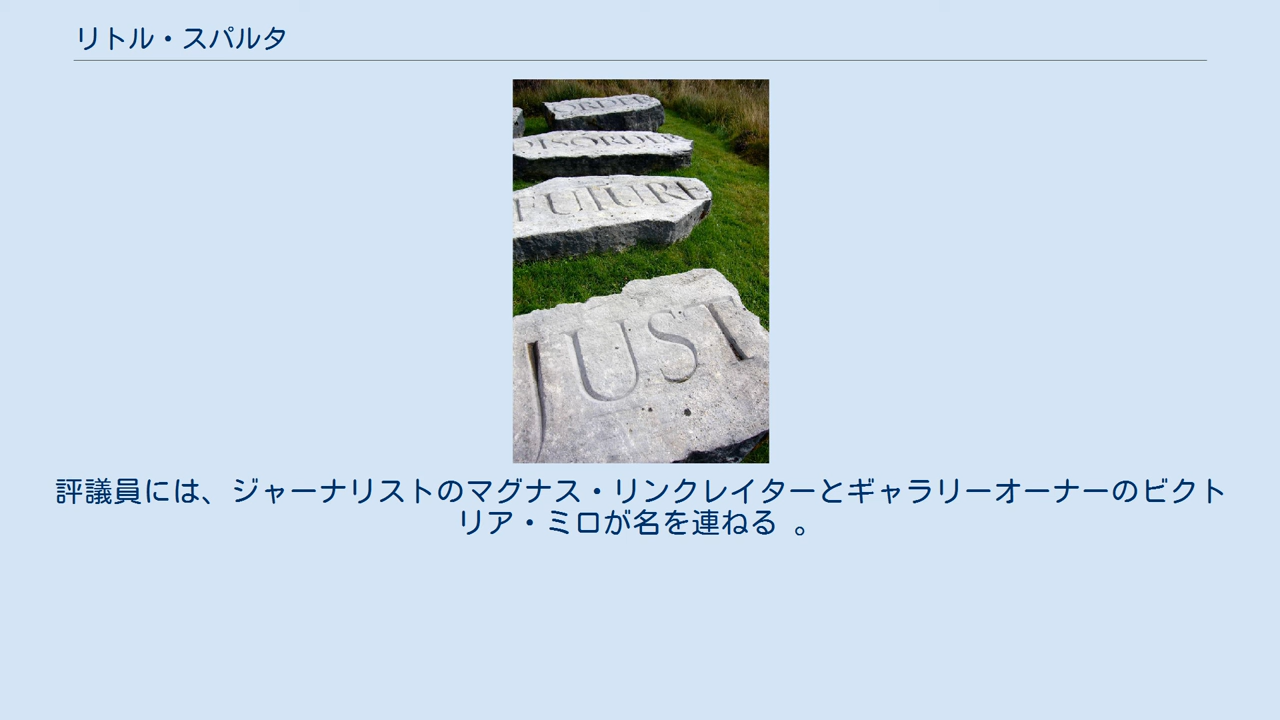 リトル・スパルタ
ORDER
DISORDER
FUTURE
JUST
評議員には、ジャーナリストのマグナス・リンクレイターとギャラリーオーナーのビクト
リア・ミロが名を連ねる 。